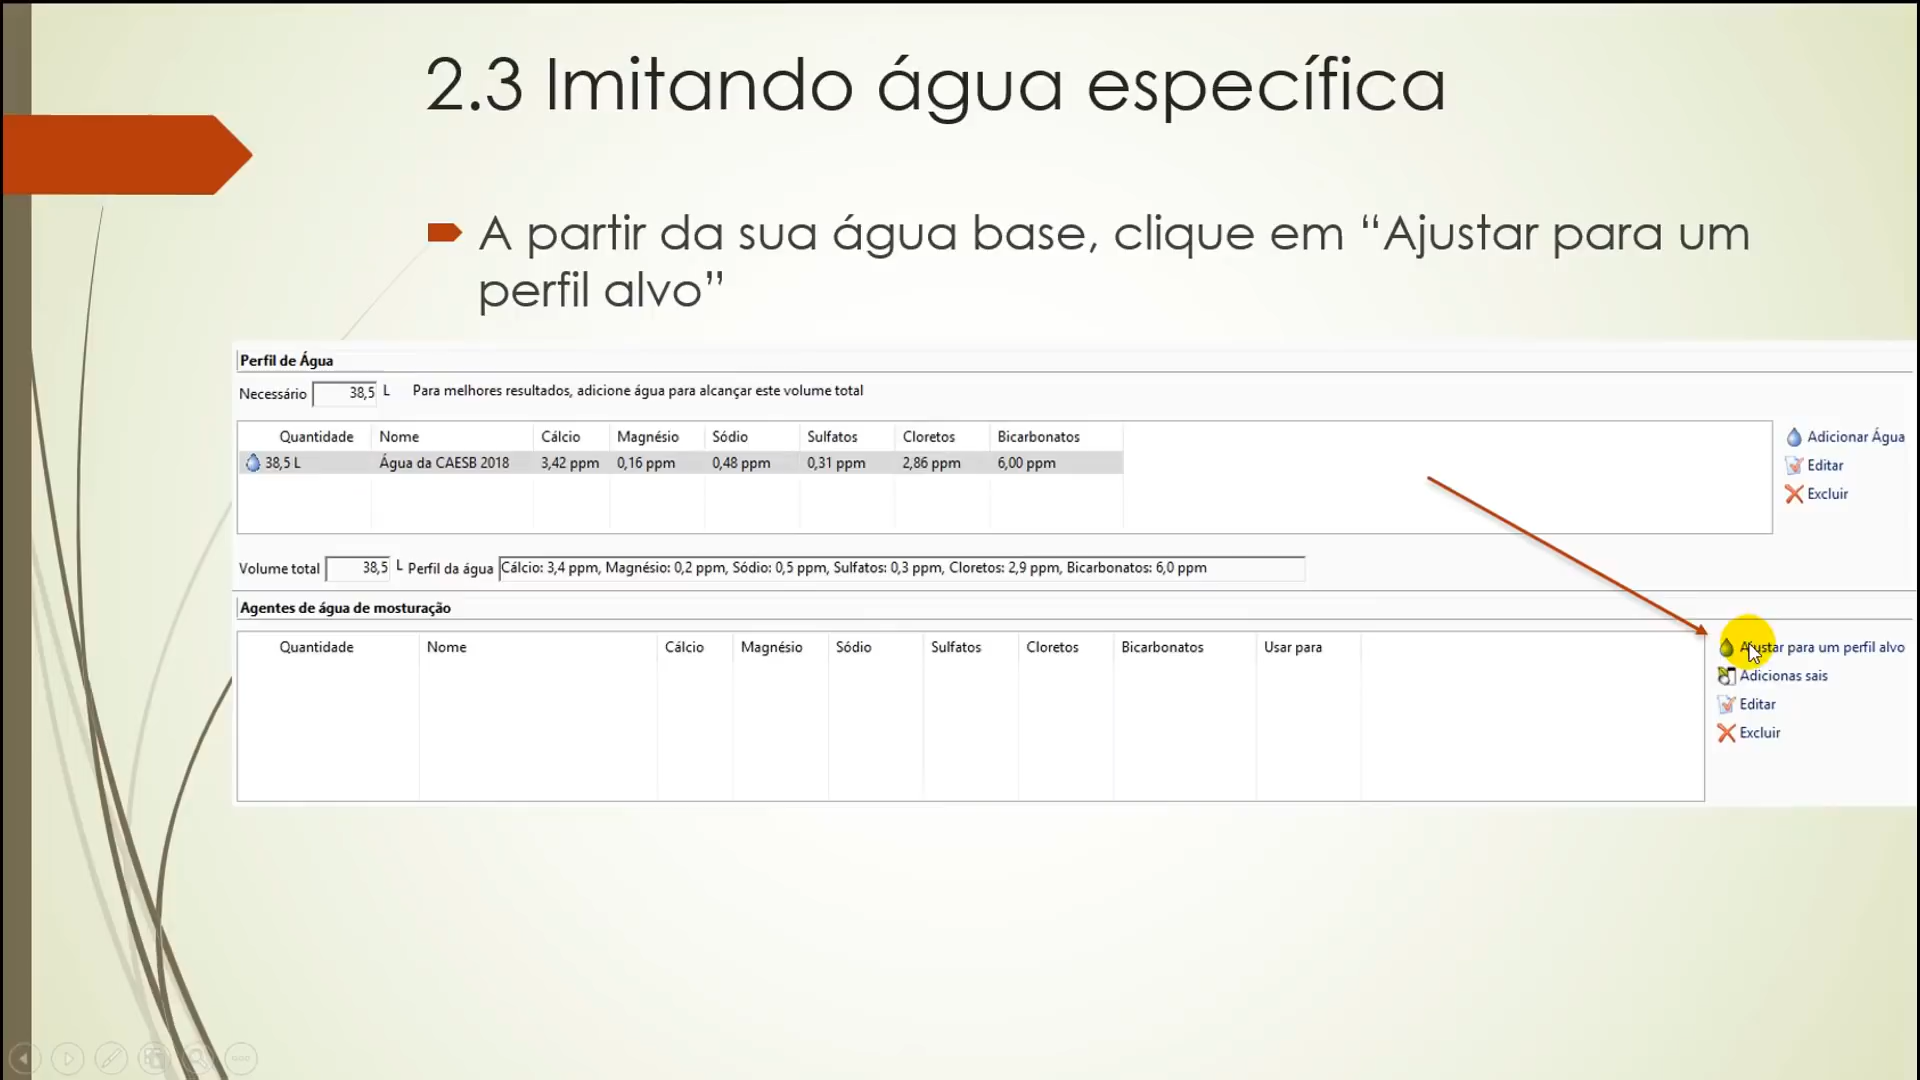 2.3 Imitando água específica
A partir da sua água base, clique em “Ajustar para um
perfil alvo”
Perfil de Água
Necessário 38,5 L Para melhores resultados, adicione água para alcançar este volume total
Quantidade Nome Cálcio Magnésio Sódio Sulfatos Cloretos Bicarbonatos
38,5 L Água da CAESB 2018 3,42 ppm 0,16 ppm 0,48 ppm 0,31 ppm 2,86 ppm 6,00 ppm
Adicionar Água
Editar
Excluir
Volume total 38,5 L Perfil da água Cálcio: 3,4 ppm, Magnésio: 0,2 ppm, Sódio: 0,5 ppm, Sulfatos: 0,3 ppm, Cloretos: 2,9 ppm, Bicarbonatos: 6,0 ppm
Agentes de água de mosturação
Quantidade Nome Cálcio Magnésio Sódio Sulfatos Cloretos Bicarbonatos Usar para
Ajustar para um perfil alvo
Adicionas sais
Editar
Excluir